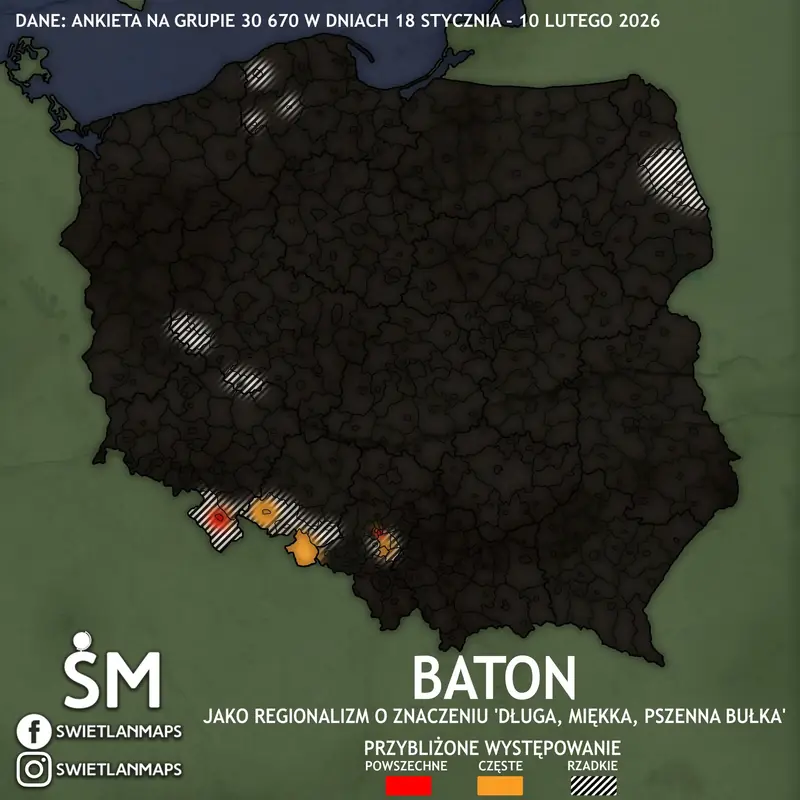 DANE: ANKIETA NA GRUPIE 30 670 W DNIACH 18 STYCZNIA - 10 LUTEGO 2026
ŚM
SWIETLANMAPS
SWIETLANMAPS
BATON
JAKO REGIONALIZM O ZNACZENIU 'DŁUGA, MIĘKKA, PSZENNA BUŁKA'
PRZYBLIŻONE WYSTĘPOWANIE
POWSZECHNE CZĘSTE RZADKIE